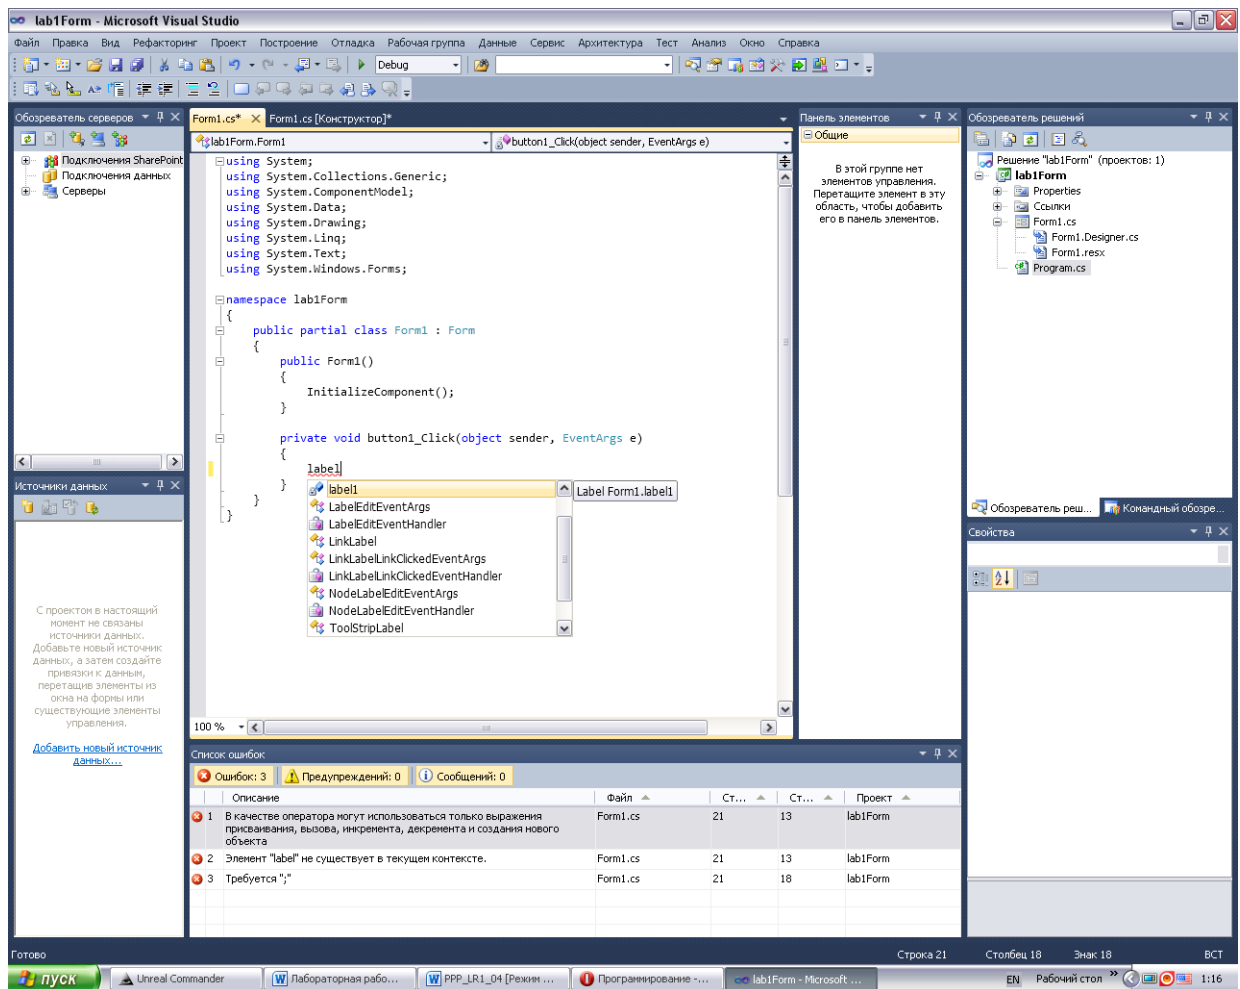 lab1Form - Microsoft Visual Studio
Файл Правка Вид Рефакторинг Проект Построение Отладка Рабочая группа Данные Сервис Архитектура Тест Анализ Окно Справка
Debug
Обозреватель серверов
Подключения SharePoint
Подключения данных
Серверы
Источники данных
С проектом в настоящий
момент не связаны
источники данных.
Добавьте новый источник
данных, а затем создайте
привязки к данным,
перетащив элементы из
окна на формы или
существующие элементы
управления.
Добавить новый источник
данных...
Form1.cs* Form1.cs [Конструктор]*
lab1Form.Form1 button1_Click(object sender, EventArgs e)
using System;
using System.Collections.Generic;
using System.ComponentModel;
using System.Data;
using System.Drawing;
using System.Linq;
using System.Text;
using System.Windows.Forms;
namespace lab1Form
{
public partial class Form1 : Form
{
public Form1()
{
InitializeComponent();
}
private void button1_Click(object sender, EventArgs e)
{
label
}
}
}
label1
LabelEditEventArgs
LabelEditEventHandler
LinkLabel
LinkLabelLinkClickedEventArgs
LinkLabelLinkClickedEventHandler
NodeLabelEditEventArgs
NodeLabelEditEventHandler
ToolStripLabel
Label Form1.label1
100 %
Панель элементов
Общие
В этой группе нет
элементов управления.
Перетащите элемент в эту
область, чтобы добавить
его в панель элементов.
Обозреватель решений
Решение "lab1Form" (проектов: 1)
lab1Form
Properties
Ссылки
Form1.cs
Form1.Designer.cs
Form1.resx
Program.cs
Обозреватель реш... Командный обозре...
Свойства
Список ошибок
Ошибок: 3 Предупреждений: 0 Сообщений: 0
Описание Файл Ст... Ст... Проект
1 В качестве оператора могут использоваться только выражения Form1.cs 21 13 lab1Form
присваивания, вызова, инкремента, декремента и создания нового
объекта
2 Элемент "label" не существует в текущем контексте. Form1.cs 21 13 lab1Form
3 Требуется ";" Form1.cs 21 18 lab1Form
Готово Строка 21 Столбец 18 Знак 18 ВСТ
пуск Unreal Commander Лабораторная рабо... PPP_LR1_04 [Режим ... Программирование -... lab1Form - Microsoft ... EN Рабочий стол » 1:16